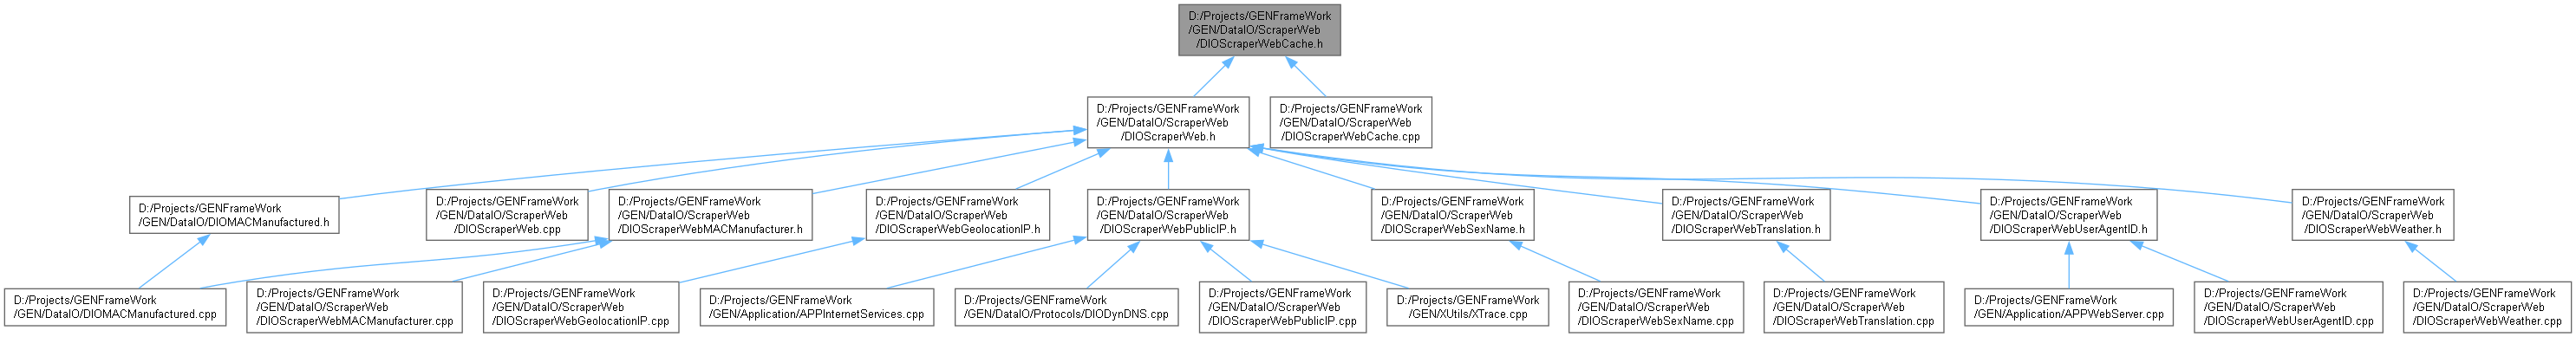 D:/Projects/GENFrameWork
/GEN/DataIO/ScraperWeb
/DIOScraperWebCache.h
D:/Projects/GENFrameWork
/GEN/DataIO/ScraperWeb
/DIOScraperWeb.h
D:/Projects/GENFrameWork
/GEN/DataIO/ScraperWeb
/DIOScraperWebCache.cpp
D:/Projects/GENFrameWork
/GEN/DataIO/DIOMACManufactured.h
D:/Projects/GENFrameWork
/GEN/DataIO/ScraperWeb
/DIOScraperWeb.cpp
D:/Projects/GENFrameWork
/GEN/DataIO/ScraperWeb
/DIOScraperWebMACManufacturer.h
D:/Projects/GENFrameWork
/GEN/DataIO/ScraperWeb
/DIOScraperWebGeolocationIP.h
D:/Projects/GENFrameWork
/GEN/DataIO/ScraperWeb
/DIOScraperWebPublicIP.h
D:/Projects/GENFrameWork
/GEN/DataIO/ScraperWeb
/DIOScraperWebSexName.h
D:/Projects/GENFrameWork
/GEN/DataIO/ScraperWeb
/DIOScraperWebTranslation.h
D:/Projects/GENFrameWork
/GEN/DataIO/ScraperWeb
/DIOScraperWebUserAgentID.h
D:/Projects/GENFrameWork
/GEN/DataIO/ScraperWeb
/DIOScraperWebWeather.h
D:/Projects/GENFrameWork
/GEN/DataIO/DIOMACManufactured.cpp
D:/Projects/GENFrameWork
/GEN/DataIO/ScraperWeb
/DIOScraperWebMACManufacturer.cpp
D:/Projects/GENFrameWork
/GEN/DataIO/ScraperWeb
/DIOScraperWebGeolocationIP.cpp
D:/Projects/GENFrameWork
/GEN/Application/APPInternetServices.cpp
D:/Projects/GENFrameWork
/GEN/DataIO/Protocols/DIODynDNS.cpp
D:/Projects/GENFrameWork
/GEN/DataIO/ScraperWeb
/DIOScraperWebPublicIP.cpp
D:/Projects/GENFrameWork
/GEN/XUtils/XTrace.cpp
D:/Projects/GENFrameWork
/GEN/DataIO/ScraperWeb
/DIOScraperWebSexName.cpp
D:/Projects/GENFrameWork
/GEN/DataIO/ScraperWeb
/DIOScraperWebTranslation.cpp
D:/Projects/GENFrameWork
/GEN/Application/APPWebServer.cpp
D:/Projects/GENFrameWork
/GEN/DataIO/ScraperWeb
/DIOScraperWebUserAgentID.cpp
D:/Projects/GENFrameWork
/GEN/DataIO/ScraperWeb
/DIOScraperWebWeather.cpp